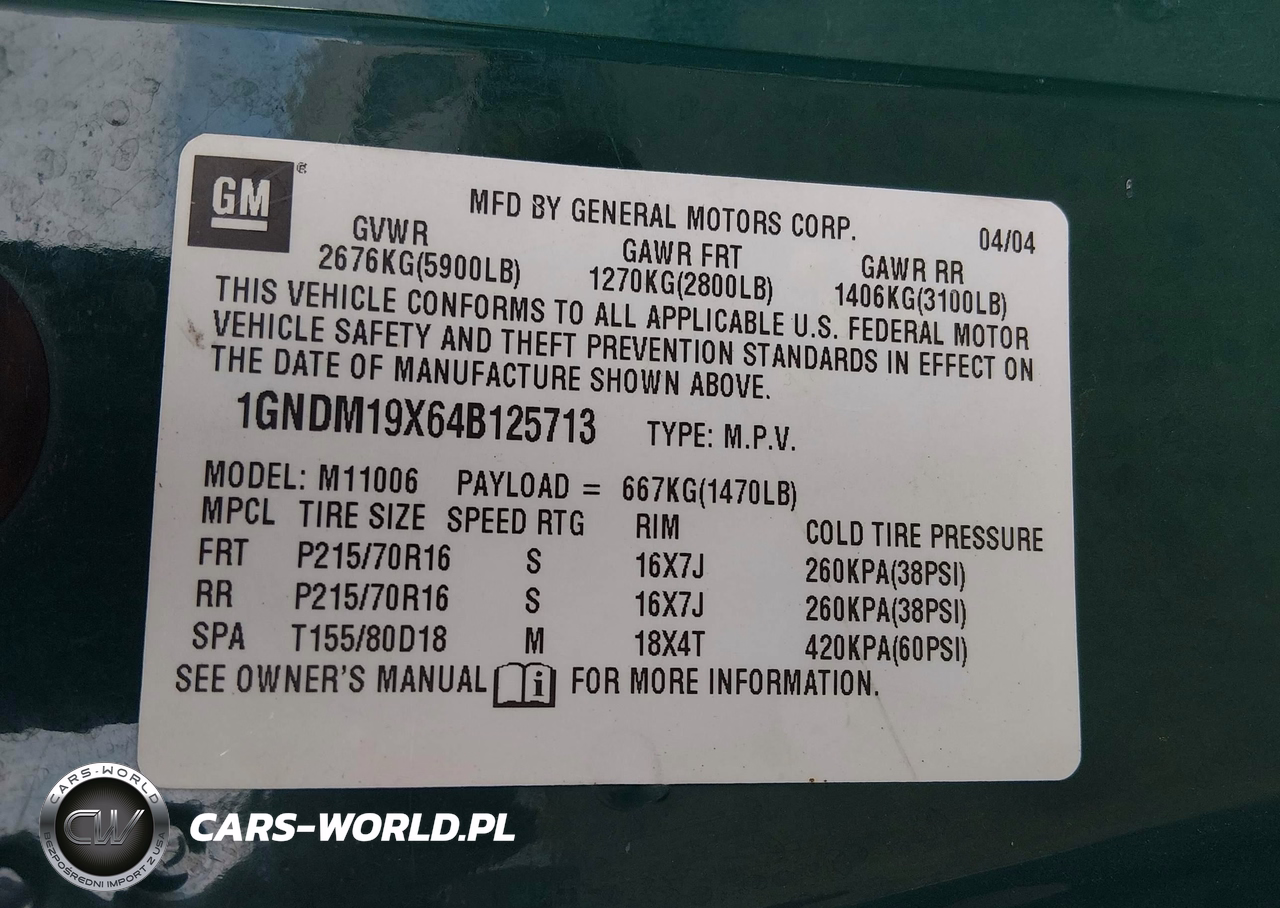 GM ®
MFD BY GENERAL MOTORS CORP. 04/04
GVWR GAWR FRT GAWR RR
2676KG(5900LB) 1270KG(2800LB) 1406KG(3100LB)
THIS VEHICLE CONFORMS TO ALL APPLICABLE U.S. FEDERAL MOTOR
VEHICLE SAFETY AND THEFT PREVENTION STANDARDS IN EFFECT ON
THE DATE OF MANUFACTURE SHOWN ABOVE.
1GNDM19X64B125713 TYPE: M.P.V.
MODEL: M11006 PAYLOAD = 667KG(1470LB)
MPCL TIRE SIZE SPEED RTG RIM COLD TIRE PRESSURE
FRT P215/70R16 S 16X7J 260KPA(38PSI)
RR P215/70R16 S 16X7J 260KPA(38PSI)
SPA T155/80D18 M 18X4T 420KPA(60PSI)
SEE OWNER'S MANUAL i FOR MORE INFORMATION.
CARS-WORLD
CW
BEZPOŚREDNI IMPORT Z USA
CARS-WORLD.PL